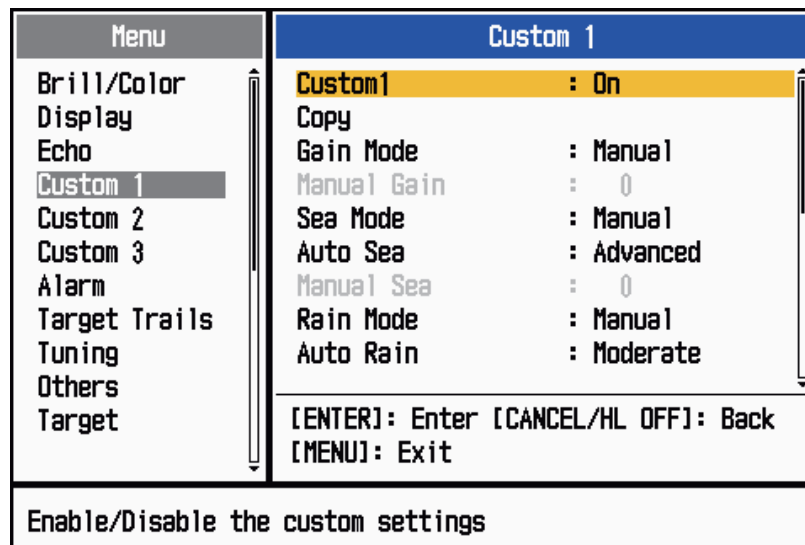 Menu
Brill/Color
Display
Echo
Custom 1
Custom 2
Custom 3
Alarm
Target Trails
Tuning
Others
Target
Custom 1
Custom1 : On
Copy
Gain Mode : Manual
Manual Gain : 0
Sea Mode : Manual
Auto Sea : Advanced
Manual Sea : 0
Rain Mode : Manual
Auto Rain : Moderate
[ENTER]: Enter [CANCEL/HL OFF]: Back
[MENU]: Exit
Enable/Disable the custom settings